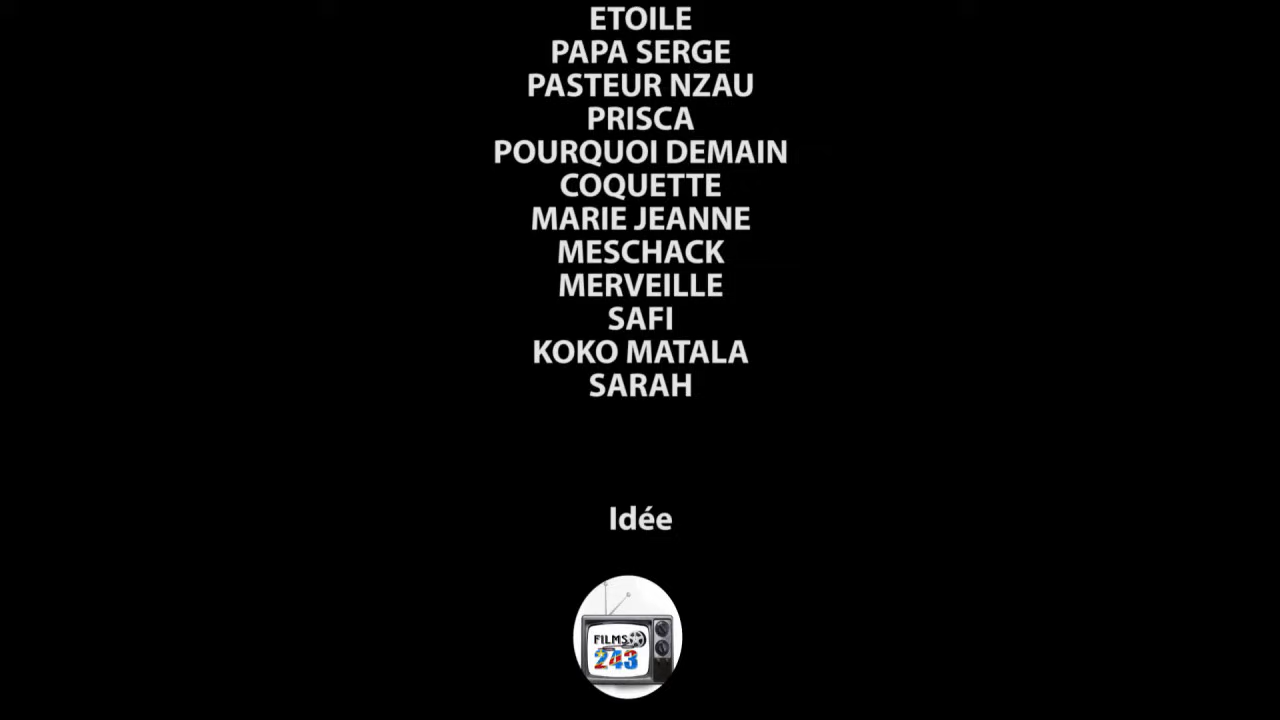 ETOILE
PAPA SERGE
PASTEUR NZAU
PRISCA
POURQUOI DEMAIN
COQUETTE
MARIE JEANNE
MESCHACK
MERVEILLE
SAFI
KOKO MATALA
SARAH
Idée
FILMS
243